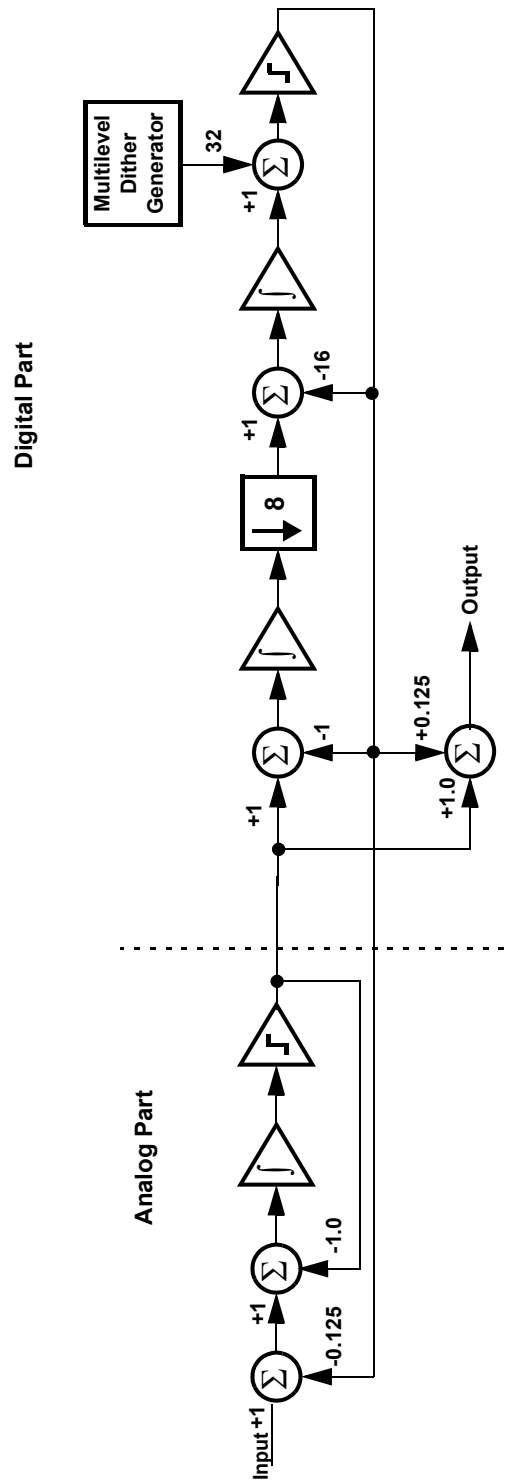 Analog Part
Digital Part
Input +1
Σ
-0.125
+1
Σ
-1.0
∫
+1
Σ
-1
∫
8
+1
Σ
-16
∫
+1
Σ
32
Multilevel
Dither
Generator
+1.0
Σ
+0.125
Output